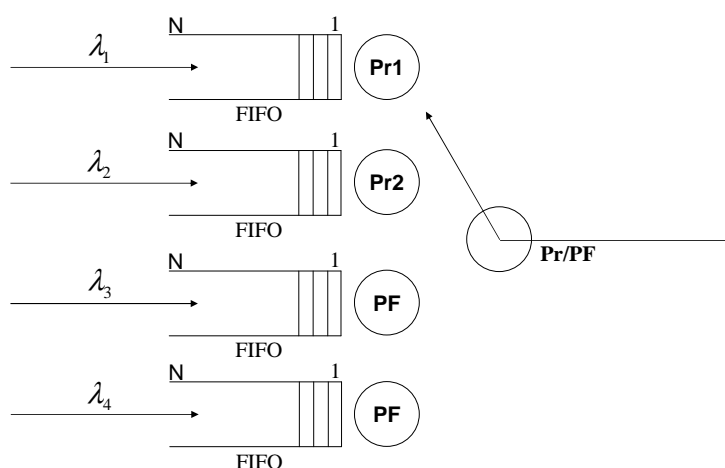 N 1
λ1 Pr1
FIFO
N 1
λ2 Pr2
FIFO
Pr/PF
N 1
λ3 PF
FIFO
N 1
λ4 PF
FIFO